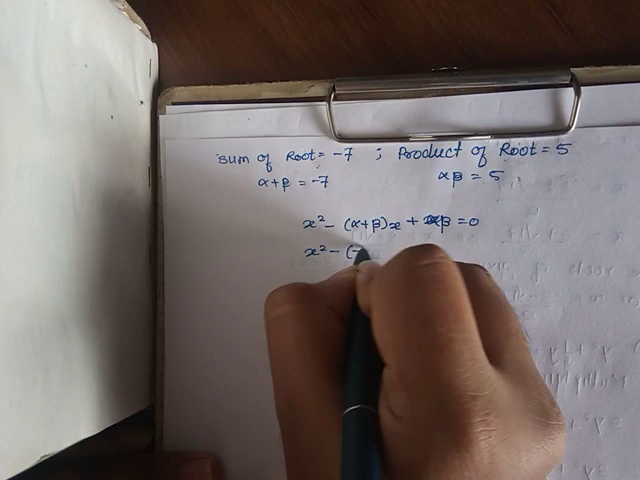 Sum of Root = -7 ; Product of Root = 5
α+β = -7 αβ = 5
x² - (α+β)x + αβ = 0
x² - (-